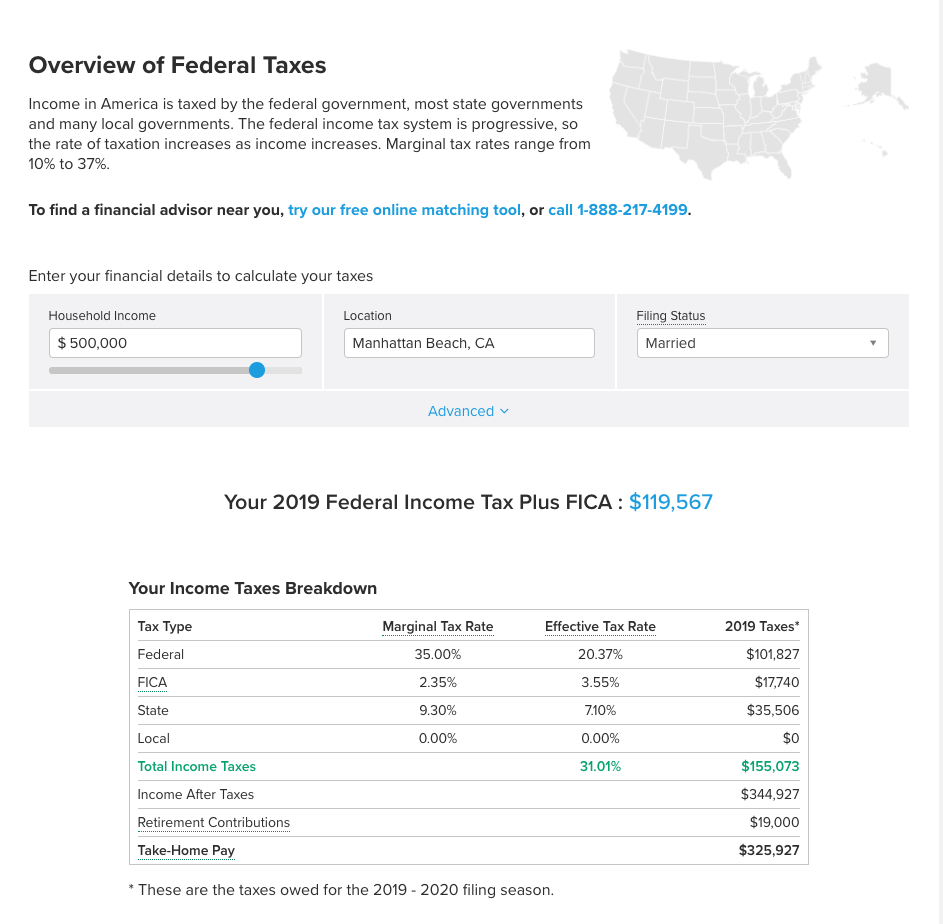 Overview of Federal Taxes
Income in America is taxed by the federal government, most state governments
and many local governments. The federal income tax system is progressive, so
the rate of taxation increases as income increases. Marginal tax rates range from
10% to 37%.
To find a financial advisor near you, try our free online matching tool, or call 1-888-217-4199.
Enter your financial details to calculate your taxes
Household Income Location Filing Status
$ 500,000 Manhattan Beach, CA Married
Advanced
Your 2019 Federal Income Tax Plus FICA : $119,567
Your Income Taxes Breakdown
Tax Type Marginal Tax Rate Effective Tax Rate 2019 Taxes*
Federal 35.00% 20.37% $101,827
FICA 2.35% 3.55% $17,740
State 9.30% 7.10% $35,506
Local 0.00% 0.00% $0
Total Income Taxes 31.01% $155,073
Income After Taxes $344,927
Retirement Contributions $19,000
Take-Home Pay $325,927
* These are the taxes owed for the 2019 - 2020 filing season.